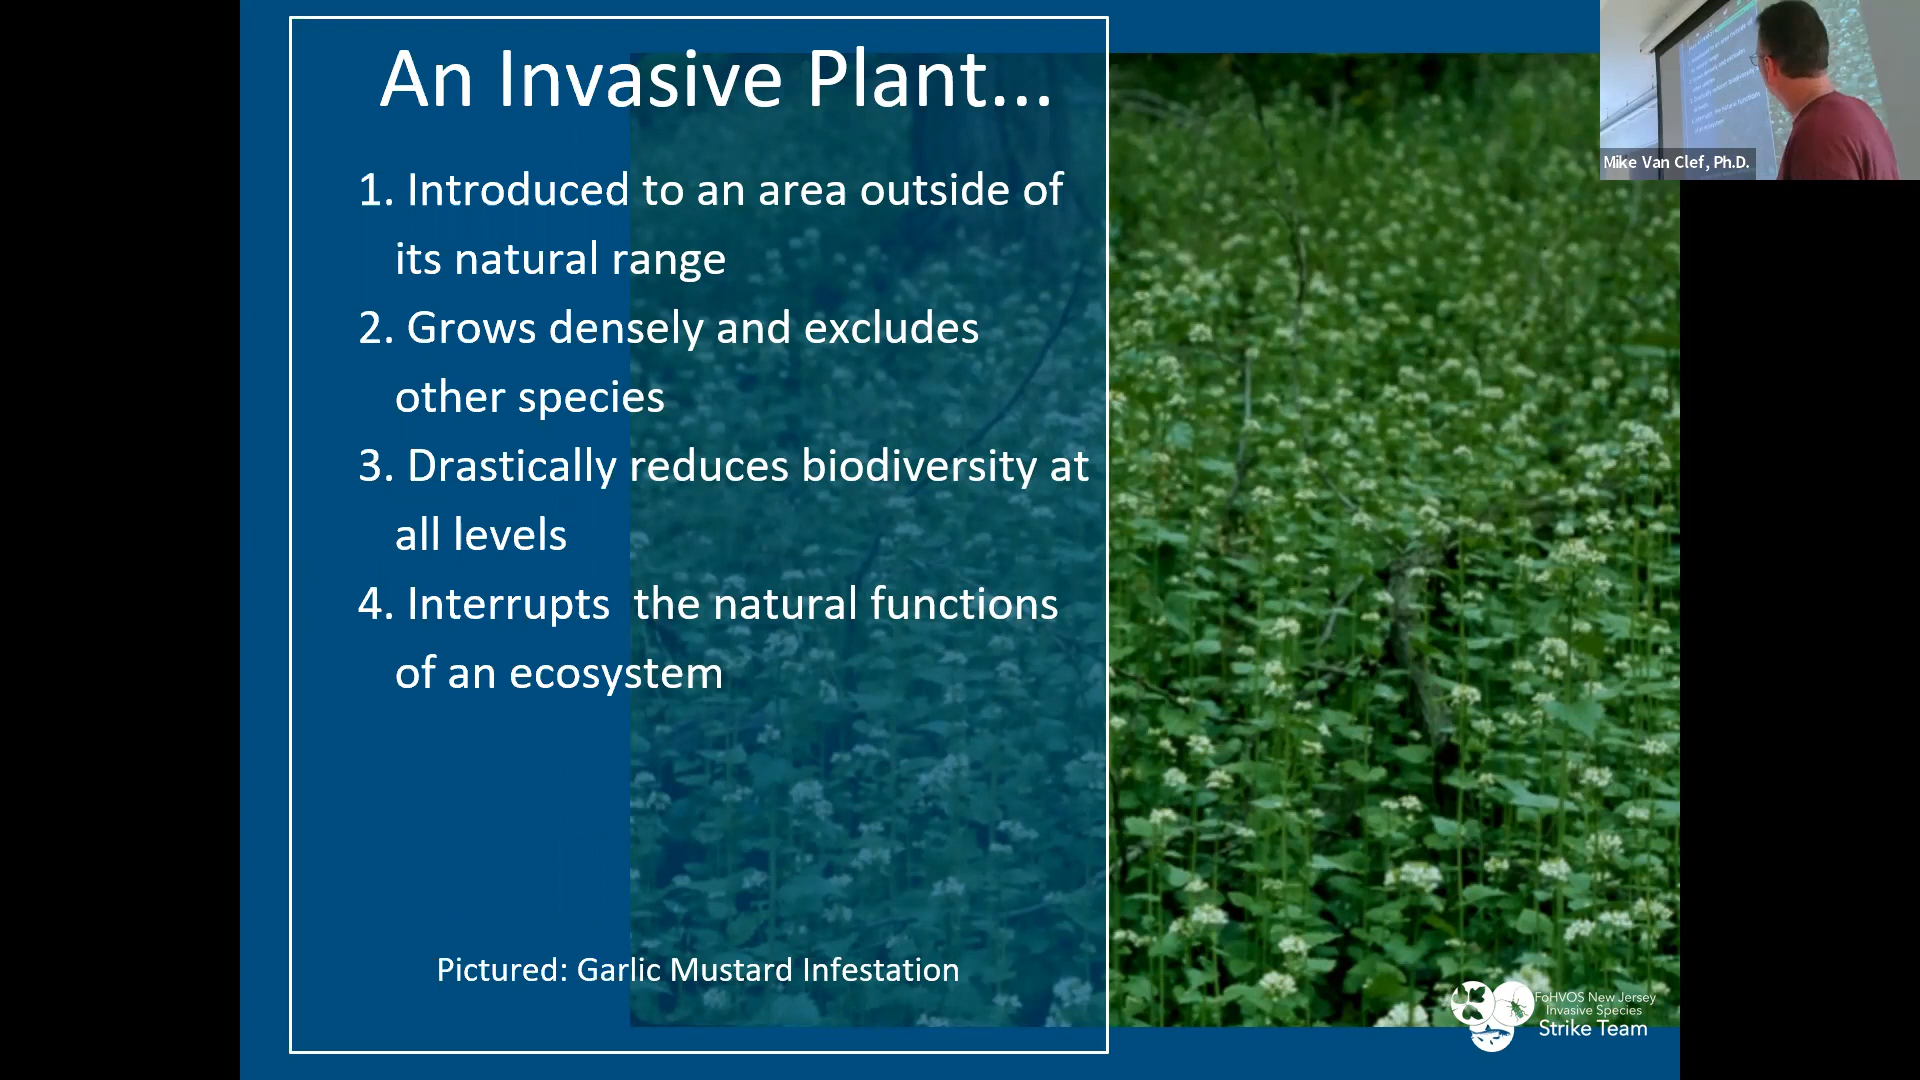 An Invasive Plant...
1. Introduced to an area outside of
its natural range
2. Grows densely and excludes
other species
3. Drastically reduces biodiversity at
all levels
4. Interrupts  the natural functions
of an ecosystem
Pictured: Garlic Mustard Infestation
Mike Van Clef, Ph.D.
FoHVOS New Jersey
Invasive Species
Strike Team